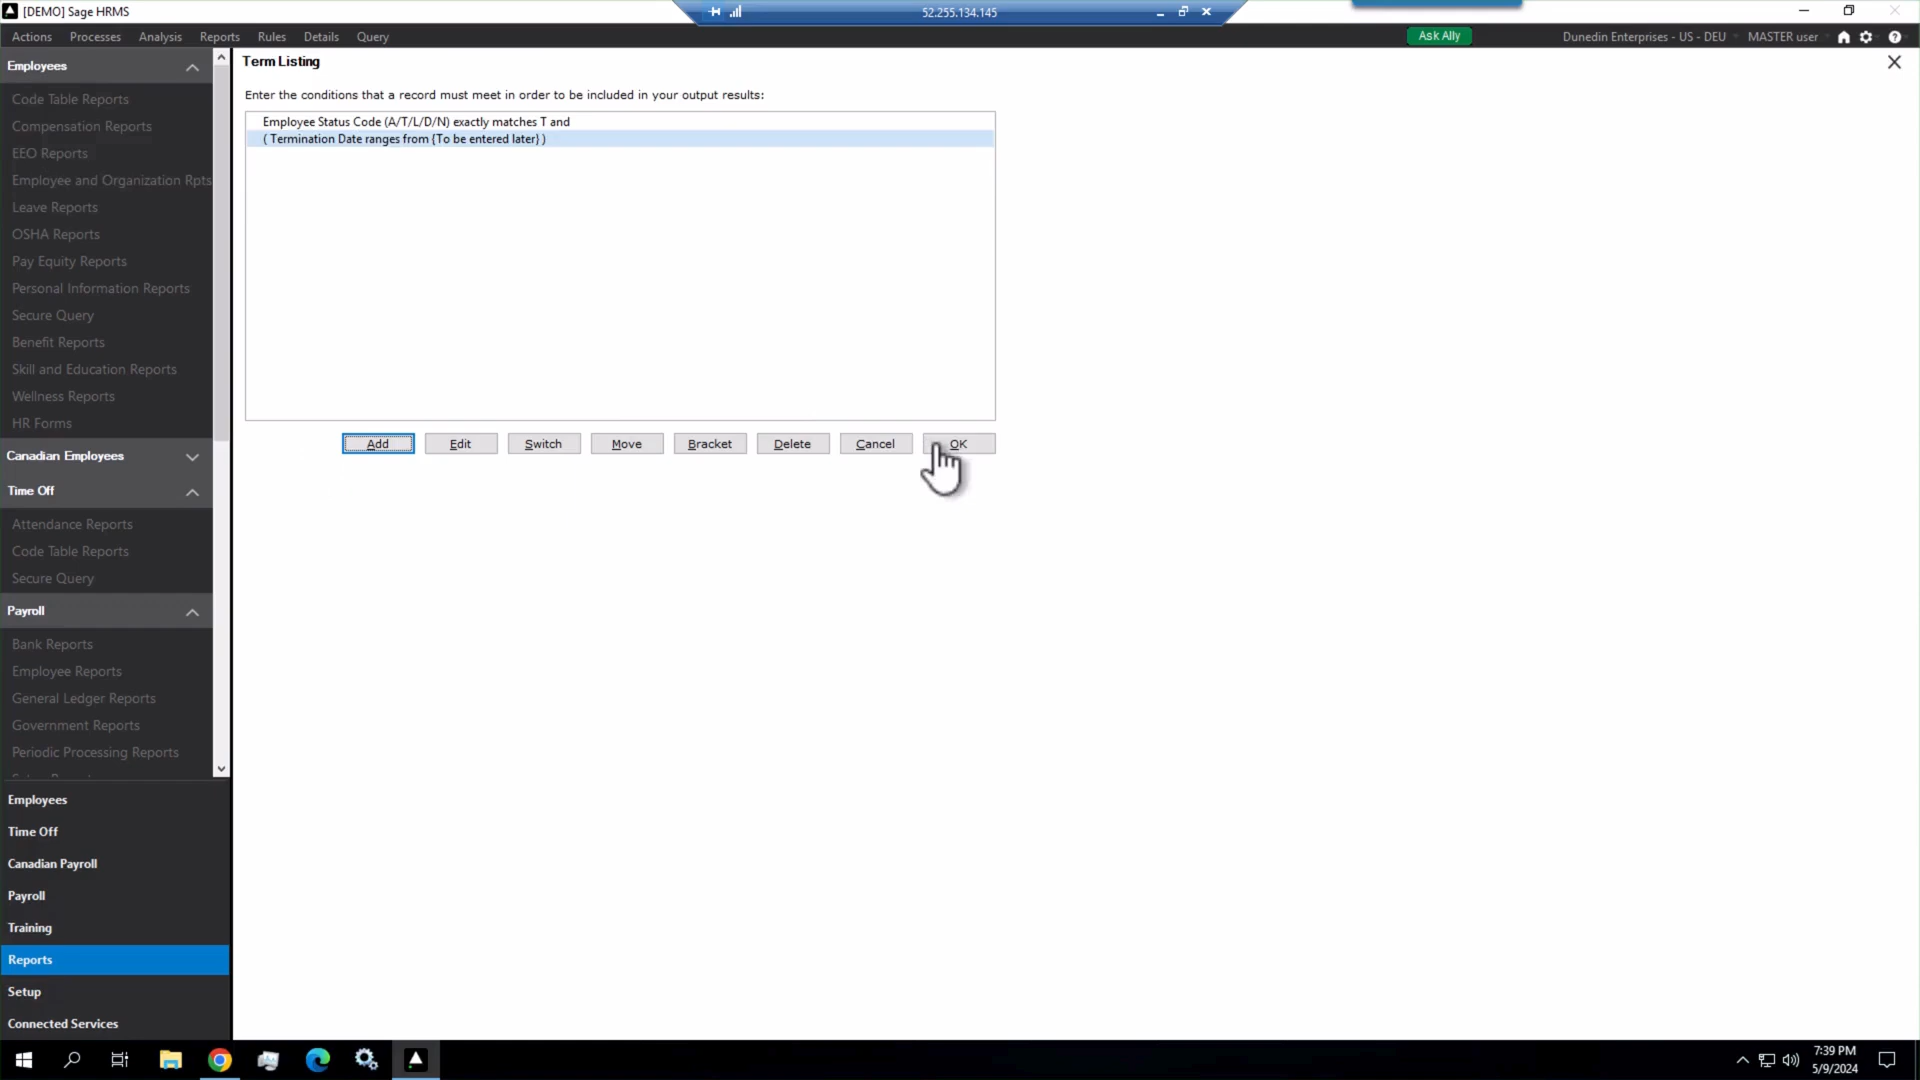 [DEMO] Sage HRMS
52.255.134.145
Actions Processes Analysis Reports Rules Details Query
Ask Ally
Dunedin Enterprises - US - DEU
MASTER user
Employees
Code Table Reports
Compensation Reports
EEO Reports
Employee and Organization Rpts
Leave Reports
OSHA Reports
Pay Equity Reports
Personal Information Reports
Secure Query
Benefit Reports
Skill and Education Reports
Wellness Reports
HR Forms
Canadian Employees
Time Off
Attendance Reports
Code Table Reports
Secure Query
Payroll
Bank Reports
Employee Reports
General Ledger Reports
Government Reports
Periodic Processing Reports
Employees
Time Off
Canadian Payroll
Payroll
Training
Reports
Setup
Connected Services
Term Listing
Enter the conditions that a record must meet in order to be included in your output results:
Employee Status Code (A/T/L/D/N) exactly matches T and
( Termination Date ranges from {To be entered later} )
Add Edit Switch Move Bracket Delete Cancel OK
7:39 PM
5/9/2024